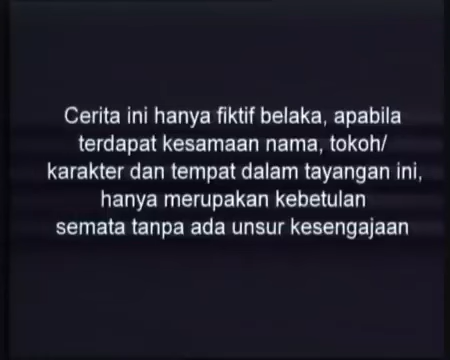 Cerita ini hanya fiktif belaka, apabila
terdapat kesamaan nama, tokoh/
karakter dan tempat dalam tayangan ini,
hanya merupakan kebetulan
semata tanpa ada unsur kesengajaan